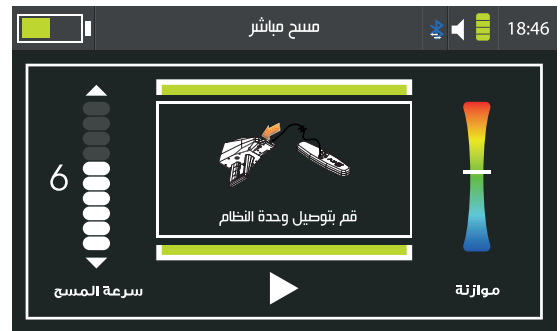 مسح مباشر
18:46
6
قم بتوصيل وحدة النظام
سرعة المسح
موازنة